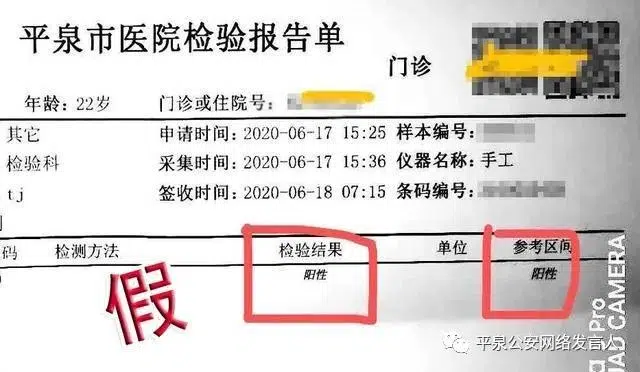 平泉市医院检验报告单
门诊
年龄: 22岁 门诊或住院号:
其它 申请时间: 2020-06-17 15:25 样本编号:
检验科 采集时间: 2020-06-17 15:36 仪器名称: 手工
tj 签收时间: 2020-06-18 07:15 条码编号:
码 检测方法 检验结果 单位 参考区间
阳性 阳性
假
平泉公安网络发言人
Pro
UAD CAMERA